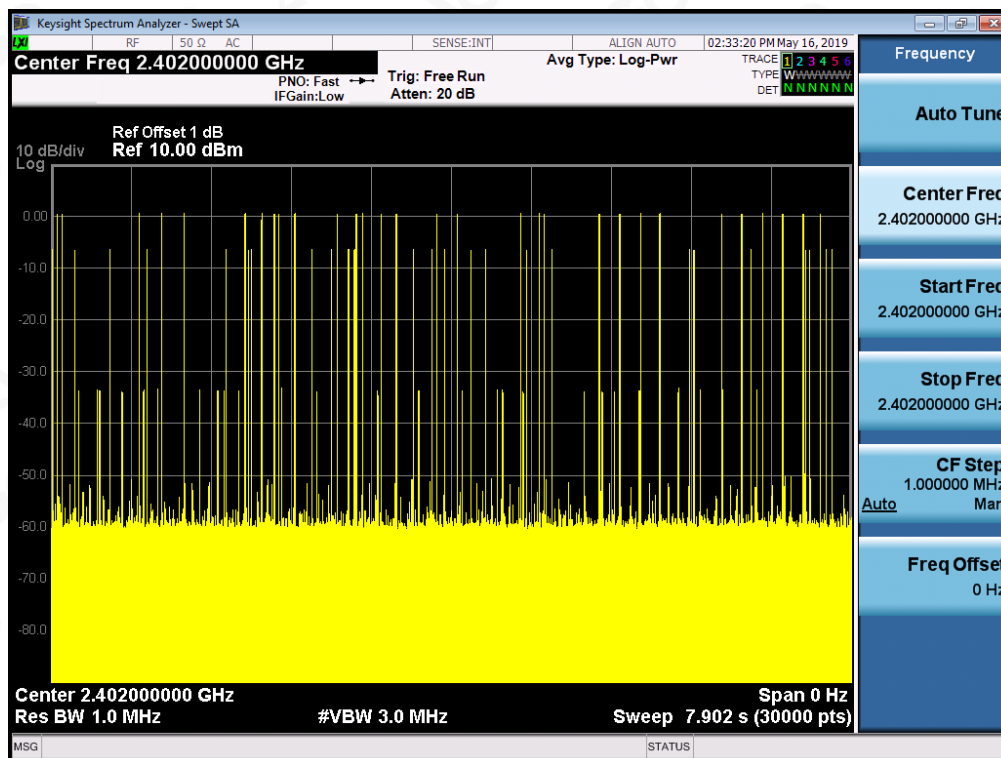 Keysight Spectrum Analyzer - Swept SA
LXI RF 50 Ω AC SENSE:INT ALIGN AUTO 02:33:20 PM May 16, 2019
Center Freq 2.402000000 GHz Avg Type: Log-Pwr TRACE 1 2 3 4 5 6
PNO: Fast Trig: Free Run TYPE WWWWWW
IFGain:Low Atten: 20 dB DET N N N N N N
Ref Offset 1 dB
10 dB/div Ref 10.00 dBm
Log
0.00
-10.0
-20.0
-30.0
-40.0
-50.0
-60.0
-70.0
-80.0
Center 2.402000000 GHz Span 0 Hz
Res BW 1.0 MHz #VBW 3.0 MHz Sweep 7.902 s (30000 pts)
MSG STATUS
Frequency
Auto Tune
Center Freq
2.402000000 GHz
Start Freq
2.402000000 GHz
Stop Freq
2.402000000 GHz
CF Step
1.000000 MHz
Auto Man
Freq Offset
0 Hz